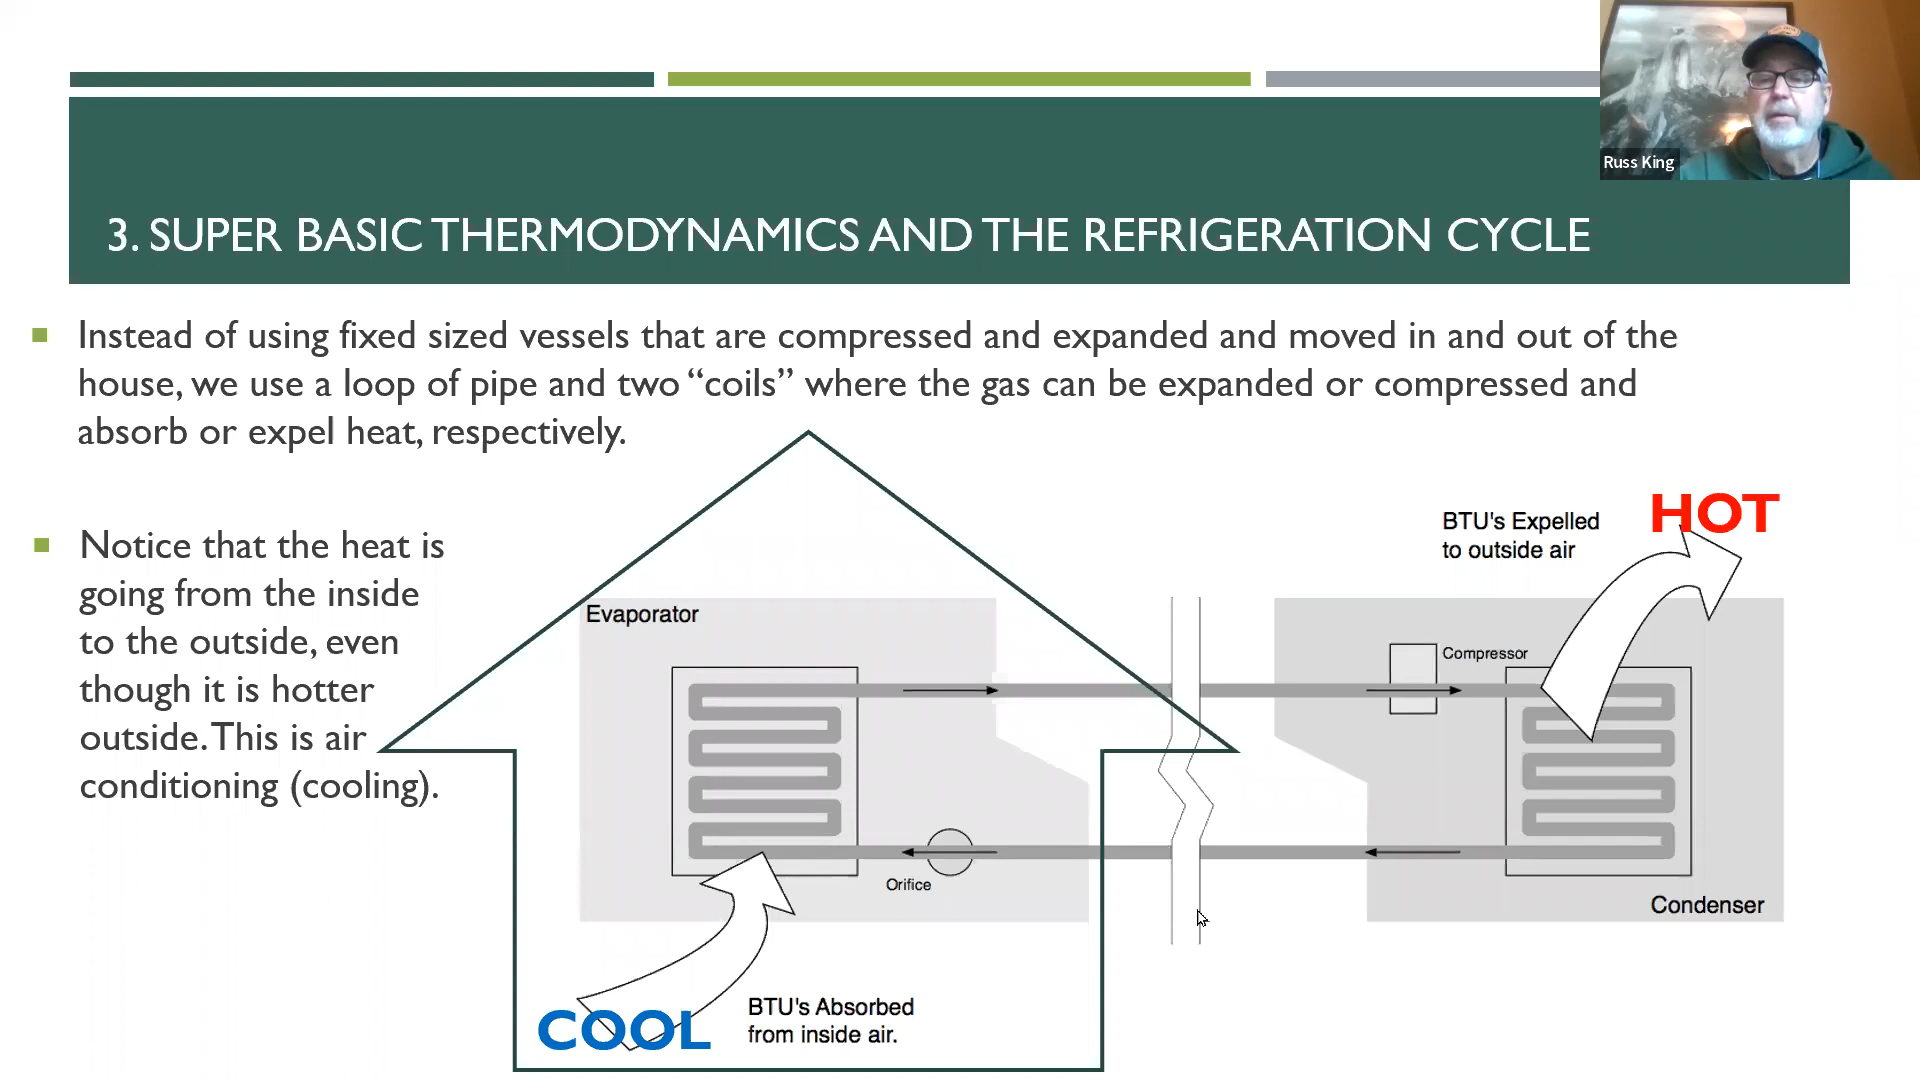 Russ King
3. SUPER BASIC THERMODYNAMICS AND THE REFRIGERATION CYCLE
Instead of using fixed sized vessels that are compressed and expanded and moved in and out of the
house, we use a loop of pipe and two “coils” where the gas can be expanded or compressed and
absorb or expel heat, respectively.
Notice that the heat is
going from the inside
to the outside, even
though it is hotter
outside. This is air
conditioning (cooling).
BTU's Expelled
to outside air
HOT
Evaporator
Compressor
Orifice
Condenser
COOL
BTU's Absorbed
from inside air.